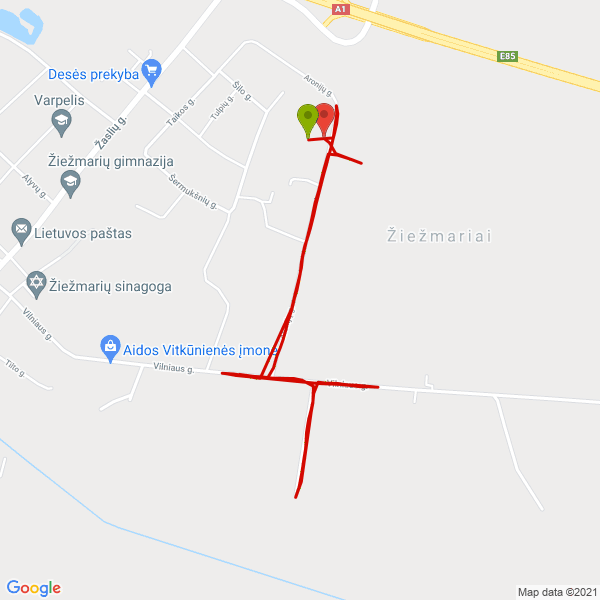 A1
E85
Desės prekyba
Aronijų g.
Šilo g.
Varpelis
Taikos g.
Tulpių g.
Žaslių g.
Žiežmarių gimnazija
Alyvų g.
Šermukšnių g.
Lietuvos paštas
Žiežmariai
Žiežmarių sinagoga
Vilniaus g.
Aidos Vitkūnienės įmonė
Tilto g.
Vilniaus g.
Vilniaus g.
Google
Map data ©2021